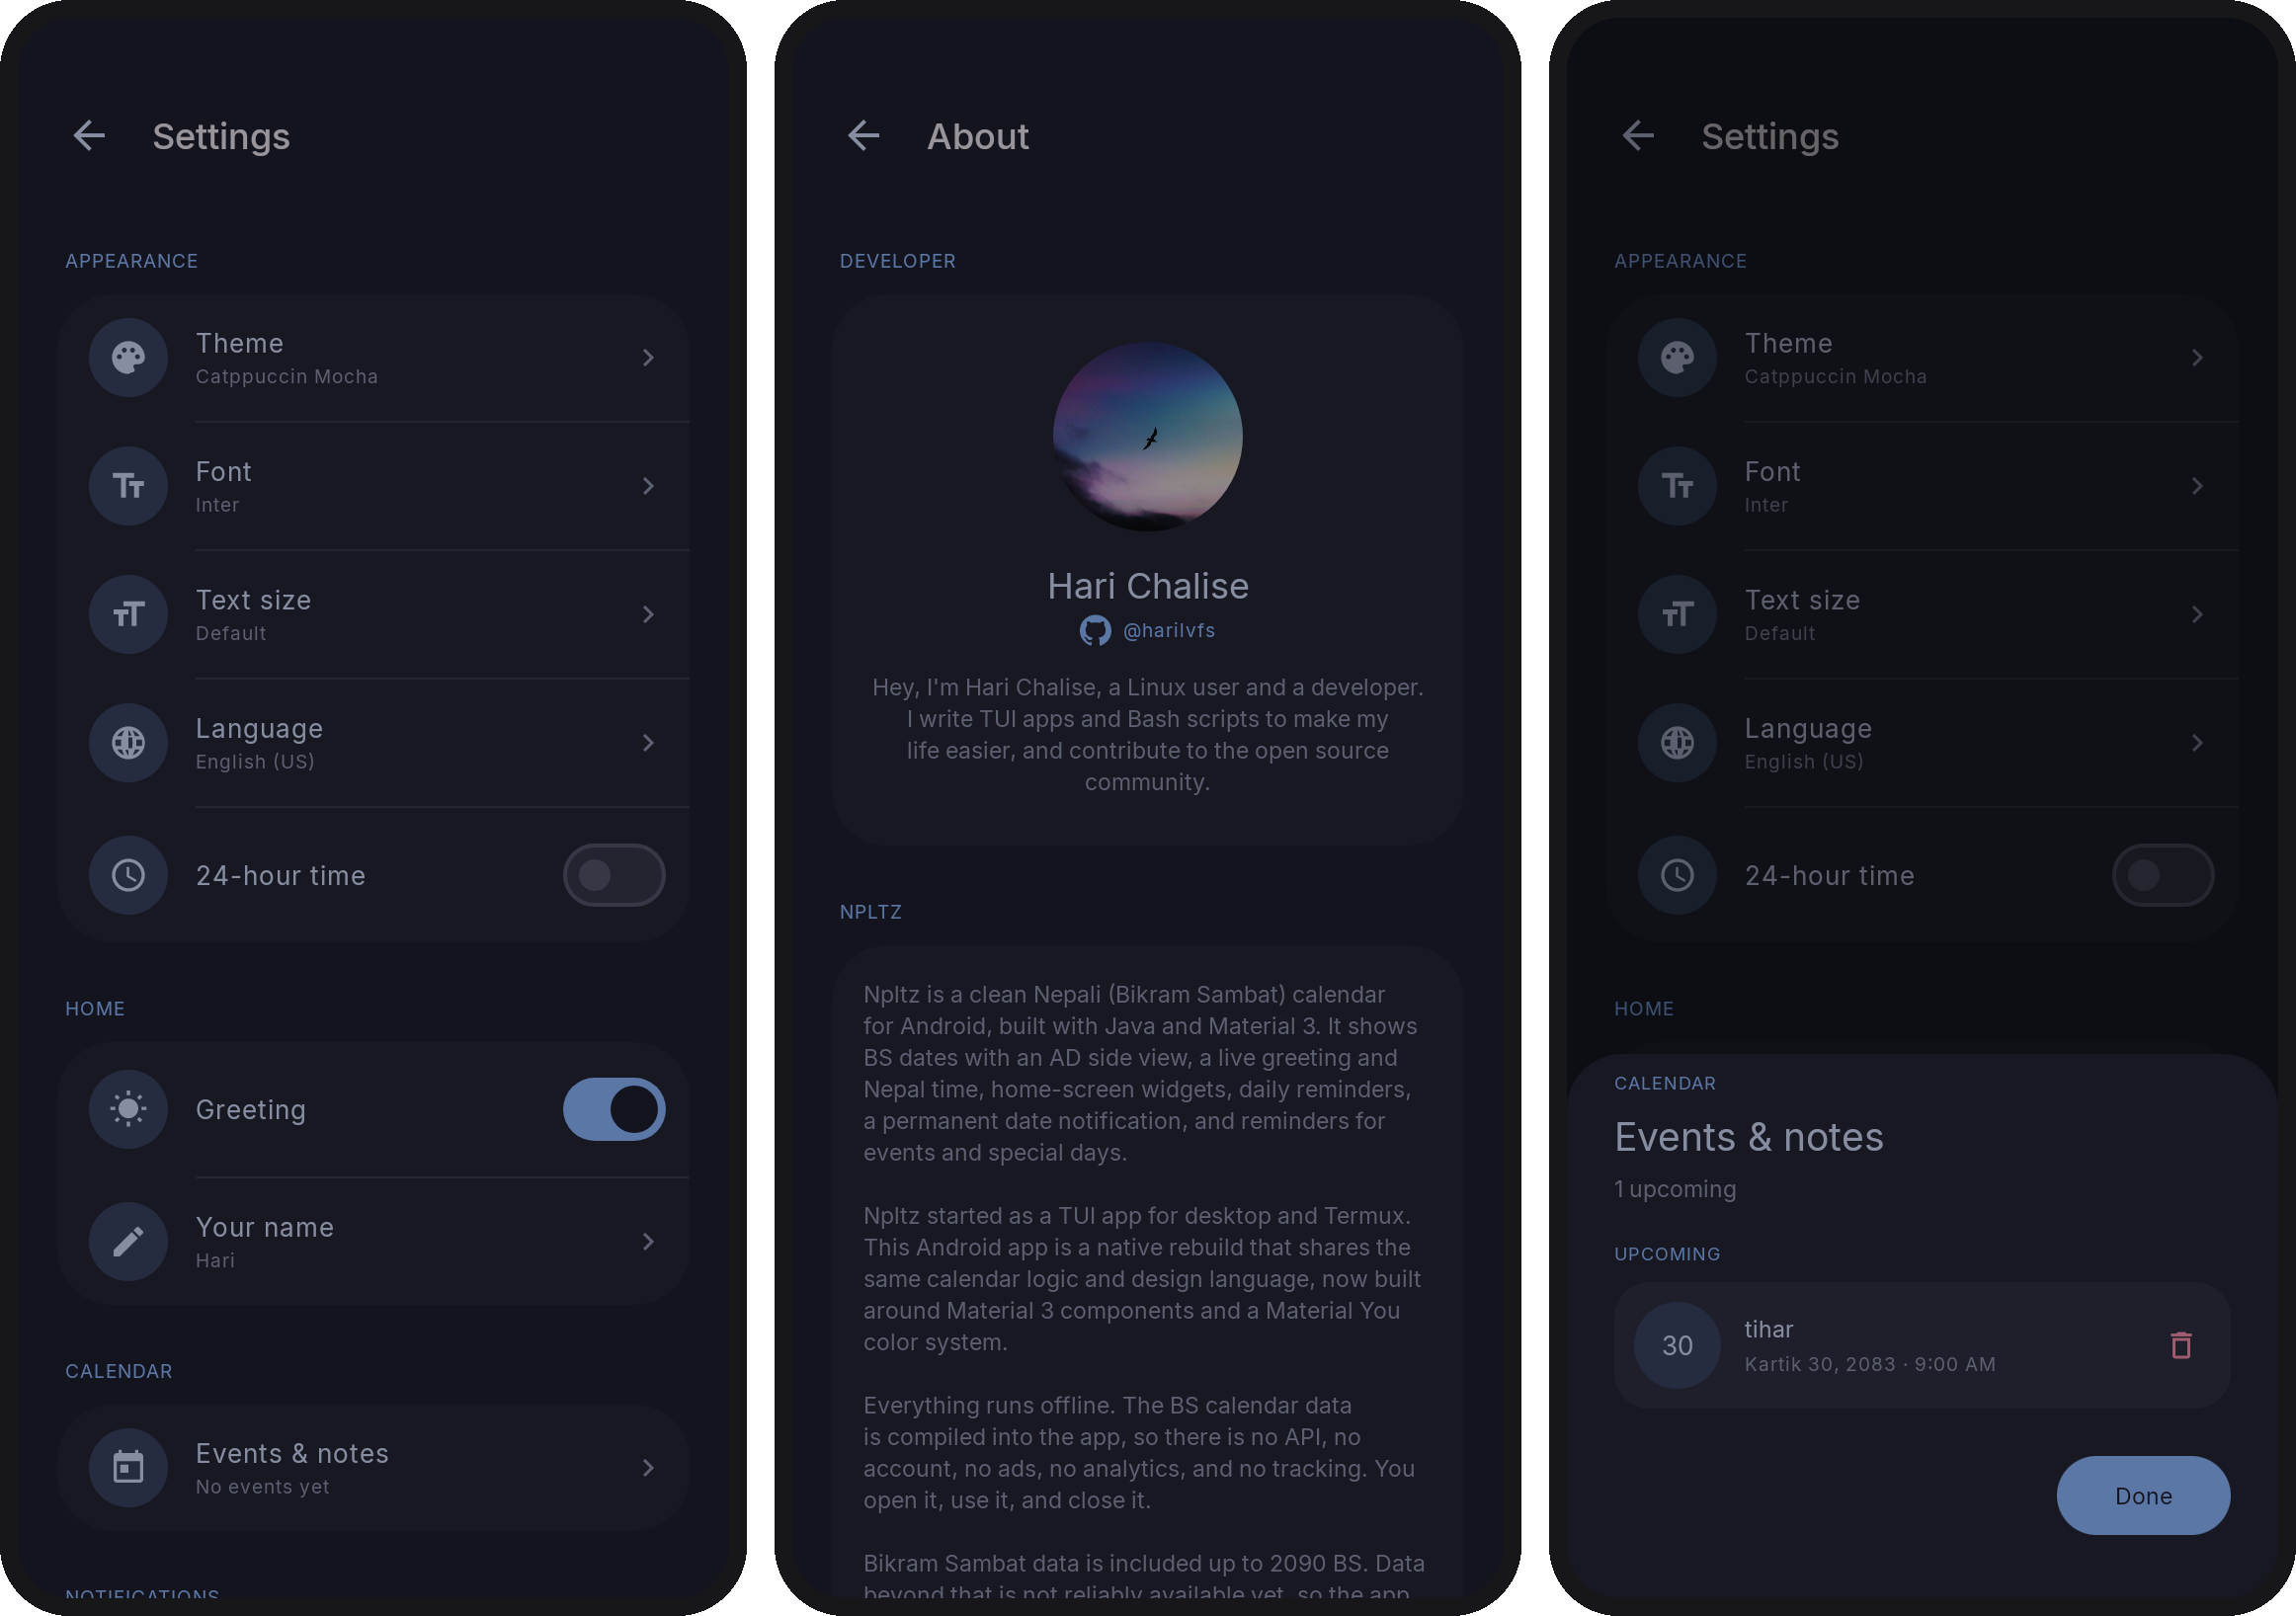 Settings
APPEARANCE
Theme
Catppuccin Mocha
Font
Inter
Text size
Default
Language
English (US)
24-hour time
HOME
Greeting
Your name
Hari
CALENDAR
Events & notes
No events yet
NOTIFICATIONS
About
DEVELOPER
Hari Chalise
@harilvfs
Hey, I'm Hari Chalise, a Linux user and a developer.
I write TUI apps and Bash scripts to make my
life easier, and contribute to the open source
community.
NPLTZ
Npltz is a clean Nepali (Bikram Sambat) calendar
for Android, built with Java and Material 3. It shows
BS dates with an AD side view, a live greeting and
Nepal time, home-screen widgets, daily reminders,
a permanent date notification, and reminders for
events and special days.
Npltz started as a TUI app for desktop and Termux.
This Android app is a native rebuild that shares the
same calendar logic and design language, now built
around Material 3 components and a Material You
color system.
Everything runs offline. The BS calendar data
is compiled into the app, so there is no API, no
account, no ads, no analytics, and no tracking. You
open it, use it, and close it.
Bikram Sambat data is included up to 2090 BS. Data
beyond that is not reliably available yet, so the app
Settings
APPEARANCE
Theme
Catppuccin Mocha
Font
Inter
Text size
Default
Language
English (US)
24-hour time
HOME
CALENDAR
Events & notes
1 upcoming
UPCOMING
30
tihar
Kartik 30, 2083 · 9:00 AM
Done